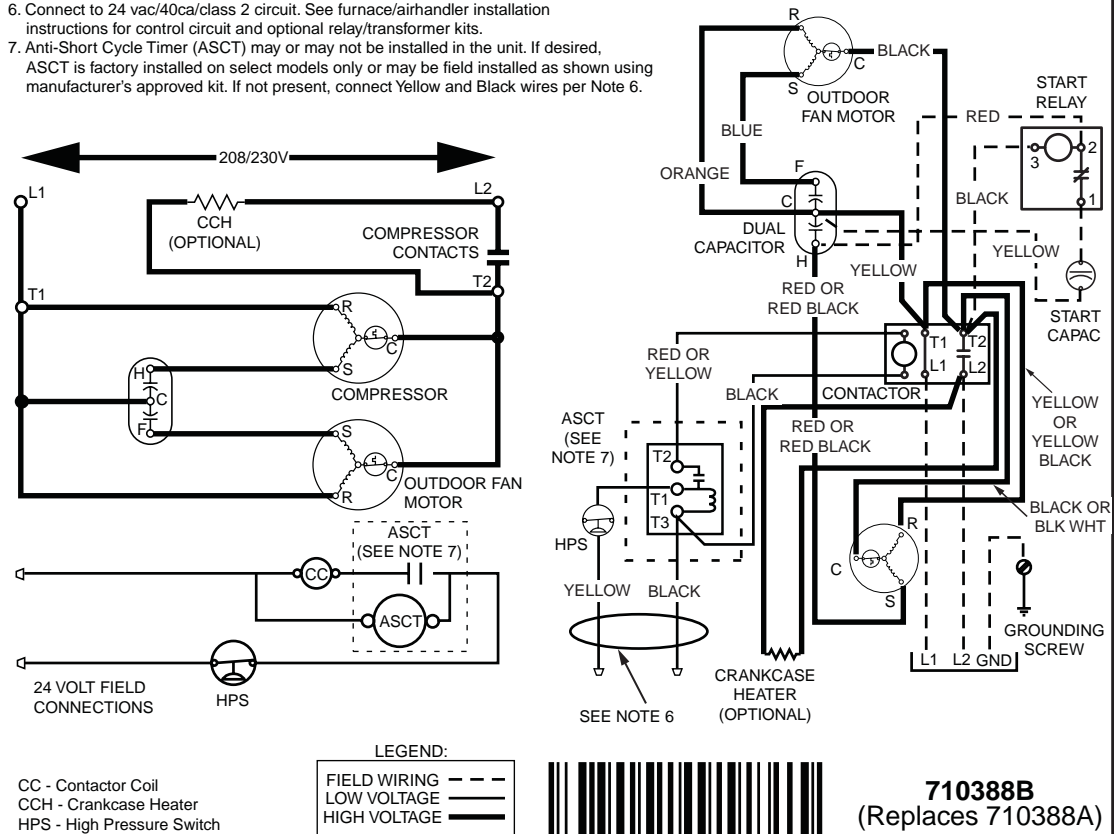 6. Connect to 24 vac/40ca/class 2 circuit. See furnace/airhandler installation
instructions for control circuit and optional relay/transformer kits.
7. Anti-Short Cycle Timer (ASCT) may or may not be installed in the unit. If desired,
ASCT is factory installed on select models only or may be field installed as shown using
manufacturer's approved kit. If not present, connect Yellow and Black wires per Note 6.
208/230V
L1
L2
CCH
(OPTIONAL)
COMPRESSOR
CONTACTS
T1
T2
R
C
S
COMPRESSOR
H
C
F
S
C
R
OUTDOOR FAN
MOTOR
ASCT
(SEE NOTE 7)
CC
ASCT
24 VOLT FIELD
CONNECTIONS
HPS
R
C
S
BLACK
OUTDOOR
FAN MOTOR
START
RELAY
RED
2
3
1
BLUE
ORANGE
F
C
H
DUAL
CAPACITOR
BLACK
YELLOW
YELLOW
START
CAPAC
RED OR
RED BLACK
T1
T2
L1
L2
CONTACTOR
RED OR
YELLOW
BLACK
YELLOW
OR
YELLOW
BLACK
RED OR
RED BLACK
ASCT
(SEE
NOTE 7)
T2
T1
T3
HPS
BLACK OR
BLK WHT
R
C
S
YELLOW
BLACK
GROUNDING
SCREW
L1
L2
GND
CRANKCASE
HEATER
(OPTIONAL)
SEE NOTE 6
CC - Contactor Coil
CCH - Crankcase Heater
HPS - High Pressure Switch
LEGEND:
FIELD WIRING
LOW VOLTAGE
HIGH VOLTAGE
710388B
(Replaces 710388A)